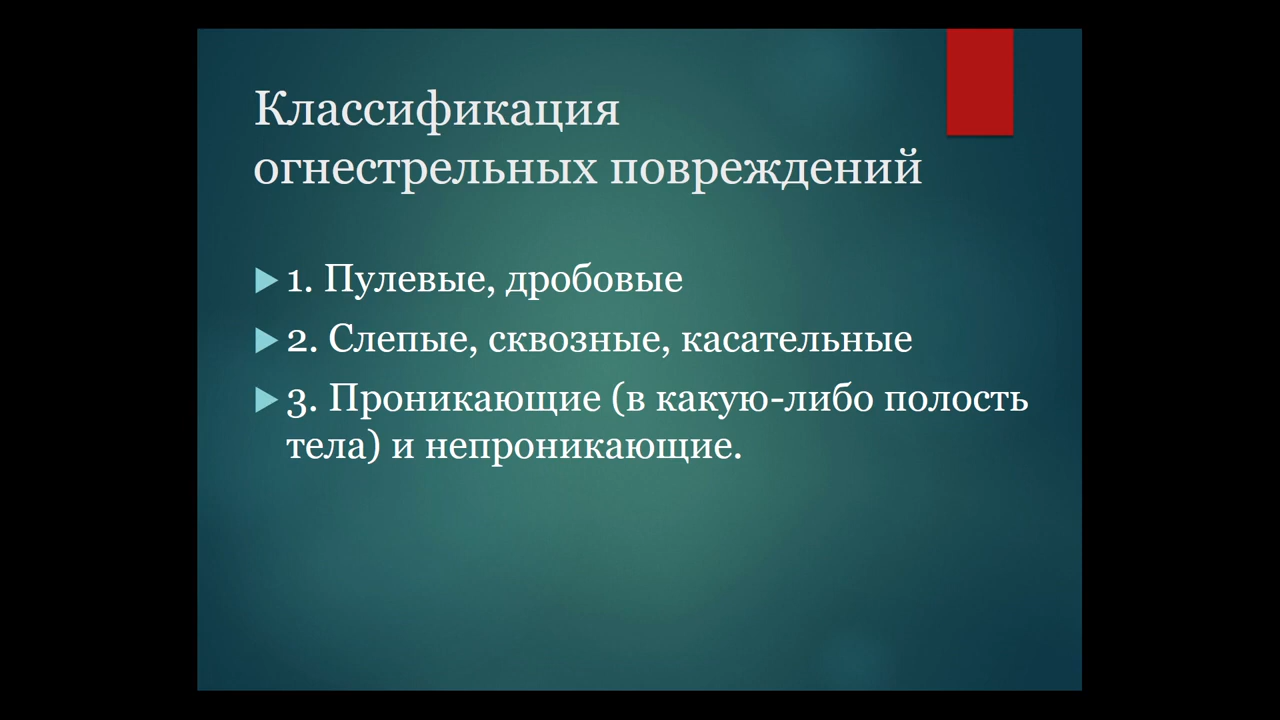 Классификация
огнестрельных повреждений
1. Пулевые, дробовые
2. Слепые, сквозные, касательные
3. Проникающие (в какую-либо полость
тела) и непроникающие.